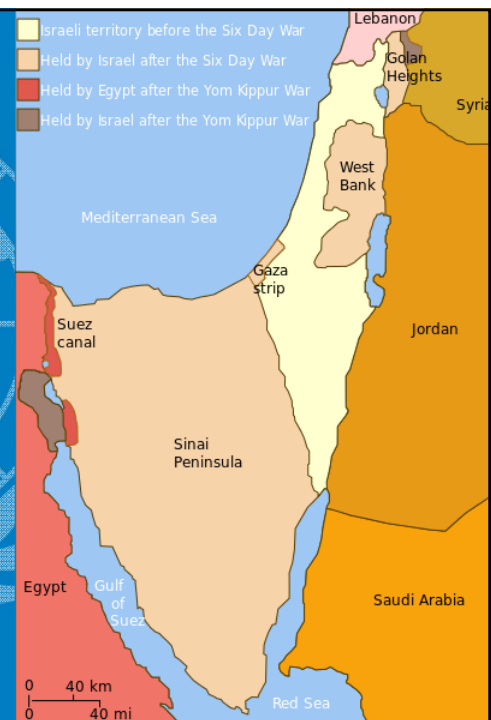 Israeli territory before the Six Day War
Held by Israel after the Six Day War
Held by Egypt after the Yom Kippur War
Held by Israel after the Yom Kippur War
Lebanon
Golan
Heights
Syria
West
Bank
Mediterranean Sea
Gaza
strip
Suez
canal
Jordan
Sinai
Peninsula
Egypt
Gulf
of
Suez
Saudi Arabia
0 40 km
0 40 mi
Red Sea